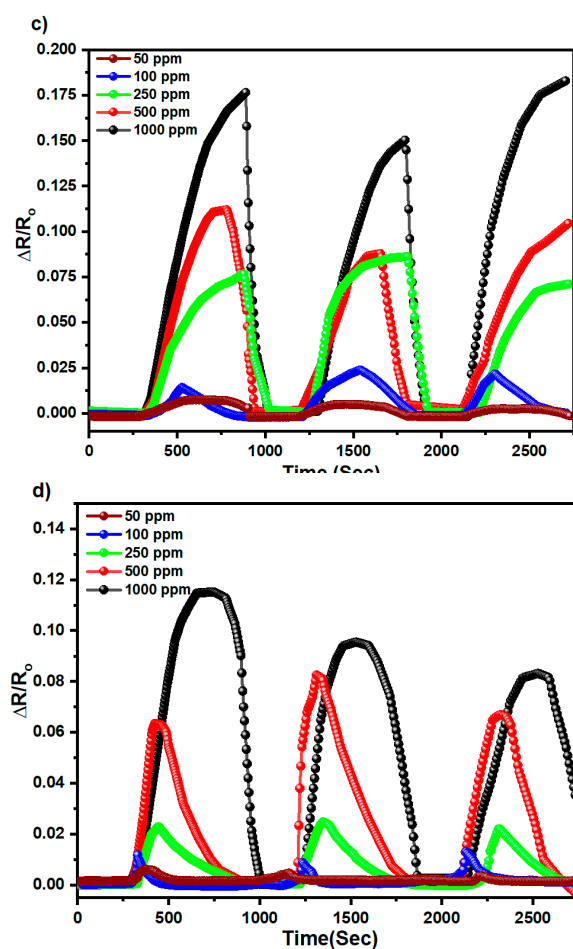 c)
0.200
0.175
0.150
0.125
0.100
0.075
0.050
0.025
0.000
ΔR/Ro
50 ppm
100 ppm
250 ppm
500 ppm
1000 ppm
500 1000 1500 2000 2500
Time (Sec)
d)
0.14
0.12
0.10
0.08
0.06
0.04
0.02
0.00
ΔR/Ro
50 ppm
100 ppm
250 ppm
500 ppm
1000 ppm
500 1000 1500 2000 2500
Time(Sec)